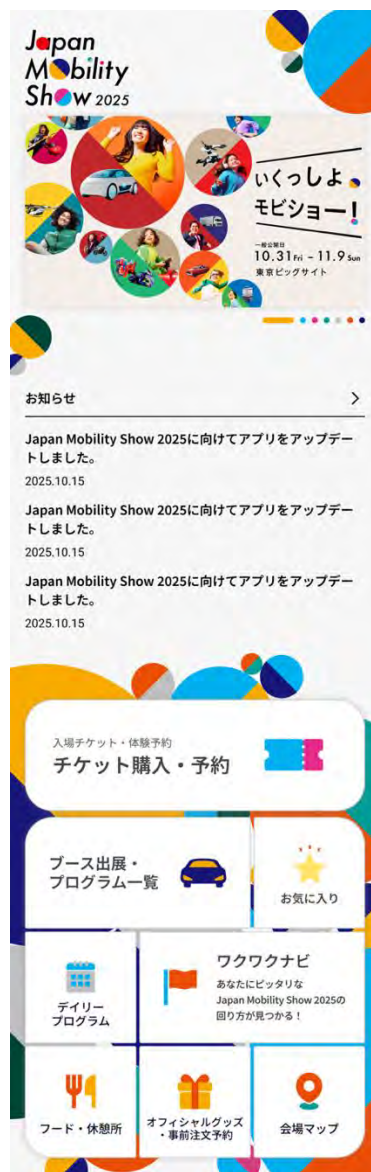 Japan
Mobility
Show 2025
いくっしょ
モビショー！
一般公開日
10.31 Fri - 11.9 Sun
東京ビッグサイト
お知らせ
Japan Mobility Show 2025に向けてアプリをアップデー
トしました。
2025.10.15
Japan Mobility Show 2025に向けてアプリをアップデー
トしました。
2025.10.15
Japan Mobility Show 2025に向けてアプリをアップデー
トしました。
2025.10.15
入場チケット・体験予約
チケット購入・予約
ブース出展・
プログラム一覧
お気に入り
デイリー
プログラム
ワクワクナビ
あなたにピッタリな
Japan Mobility Show 2025の
回り方が見つかる！
フード・休憩所
オフィシャルグッズ
・事前注文予約
会場マップ